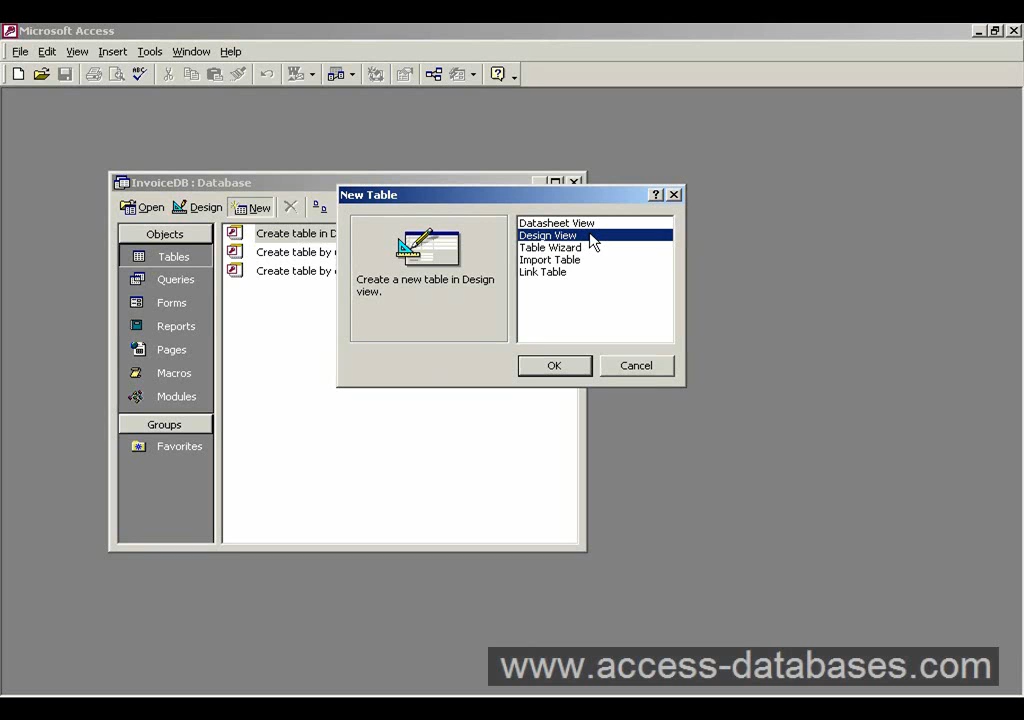 Microsoft Access
File Edit View Insert Tools Window Help
InvoiceDB : Database
Open Design New
Objects
Tables
Queries
Forms
Reports
Pages
Macros
Modules
Groups
Favorites
Create table in D
Create table by
Create table by
New Table
Create a new table in Design
view.
Datasheet View
Design View
Table Wizard
Import Table
Link Table
OK Cancel
www.access-databases.com